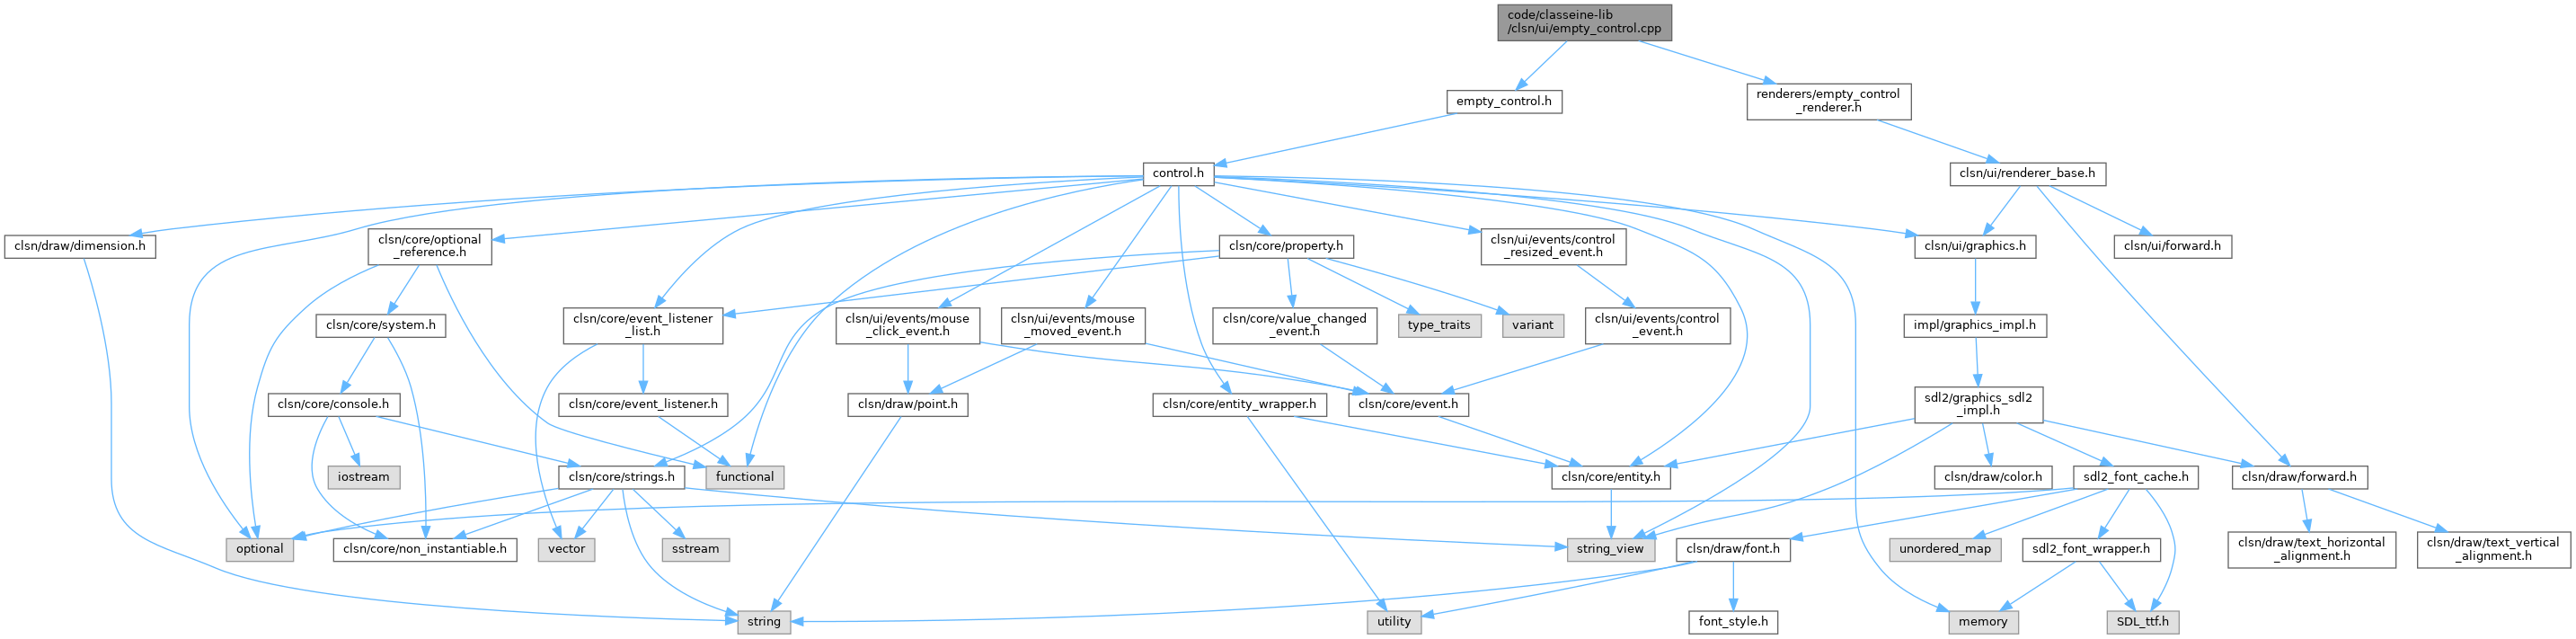 code/classeine-lib
/clsn/ui/empty_control.cpp
empty_control.h
renderers/empty_control
_renderer.h
control.h
clsn/ui/renderer_base.h
clsn/draw/dimension.h
clsn/core/optional
_reference.h
clsn/core/property.h
clsn/ui/events/control
_resized_event.h
clsn/ui/graphics.h
clsn/ui/forward.h
clsn/core/system.h
clsn/core/event_listener
_list.h
clsn/ui/events/mouse
_click_event.h
clsn/ui/events/mouse
_moved_event.h
clsn/core/value_changed
_event.h
type_traits
variant
clsn/ui/events/control
_event.h
impl/graphics_impl.h
clsn/core/console.h
clsn/core/event_listener.h
clsn/draw/point.h
clsn/core/entity_wrapper.h
clsn/core/event.h
sdl2/graphics_sdl2
_impl.h
iostream
clsn/core/strings.h
functional
clsn/core/entity.h
clsn/draw/color.h
sdl2_font_cache.h
clsn/draw/forward.h
optional
clsn/core/non_instantiable.h
vector
sstream
string_view
clsn/draw/font.h
unordered_map
sdl2_font_wrapper.h
clsn/draw/text_horizontal
_alignment.h
clsn/draw/text_vertical
_alignment.h
string
utility
font_style.h
memory
SDL_ttf.h